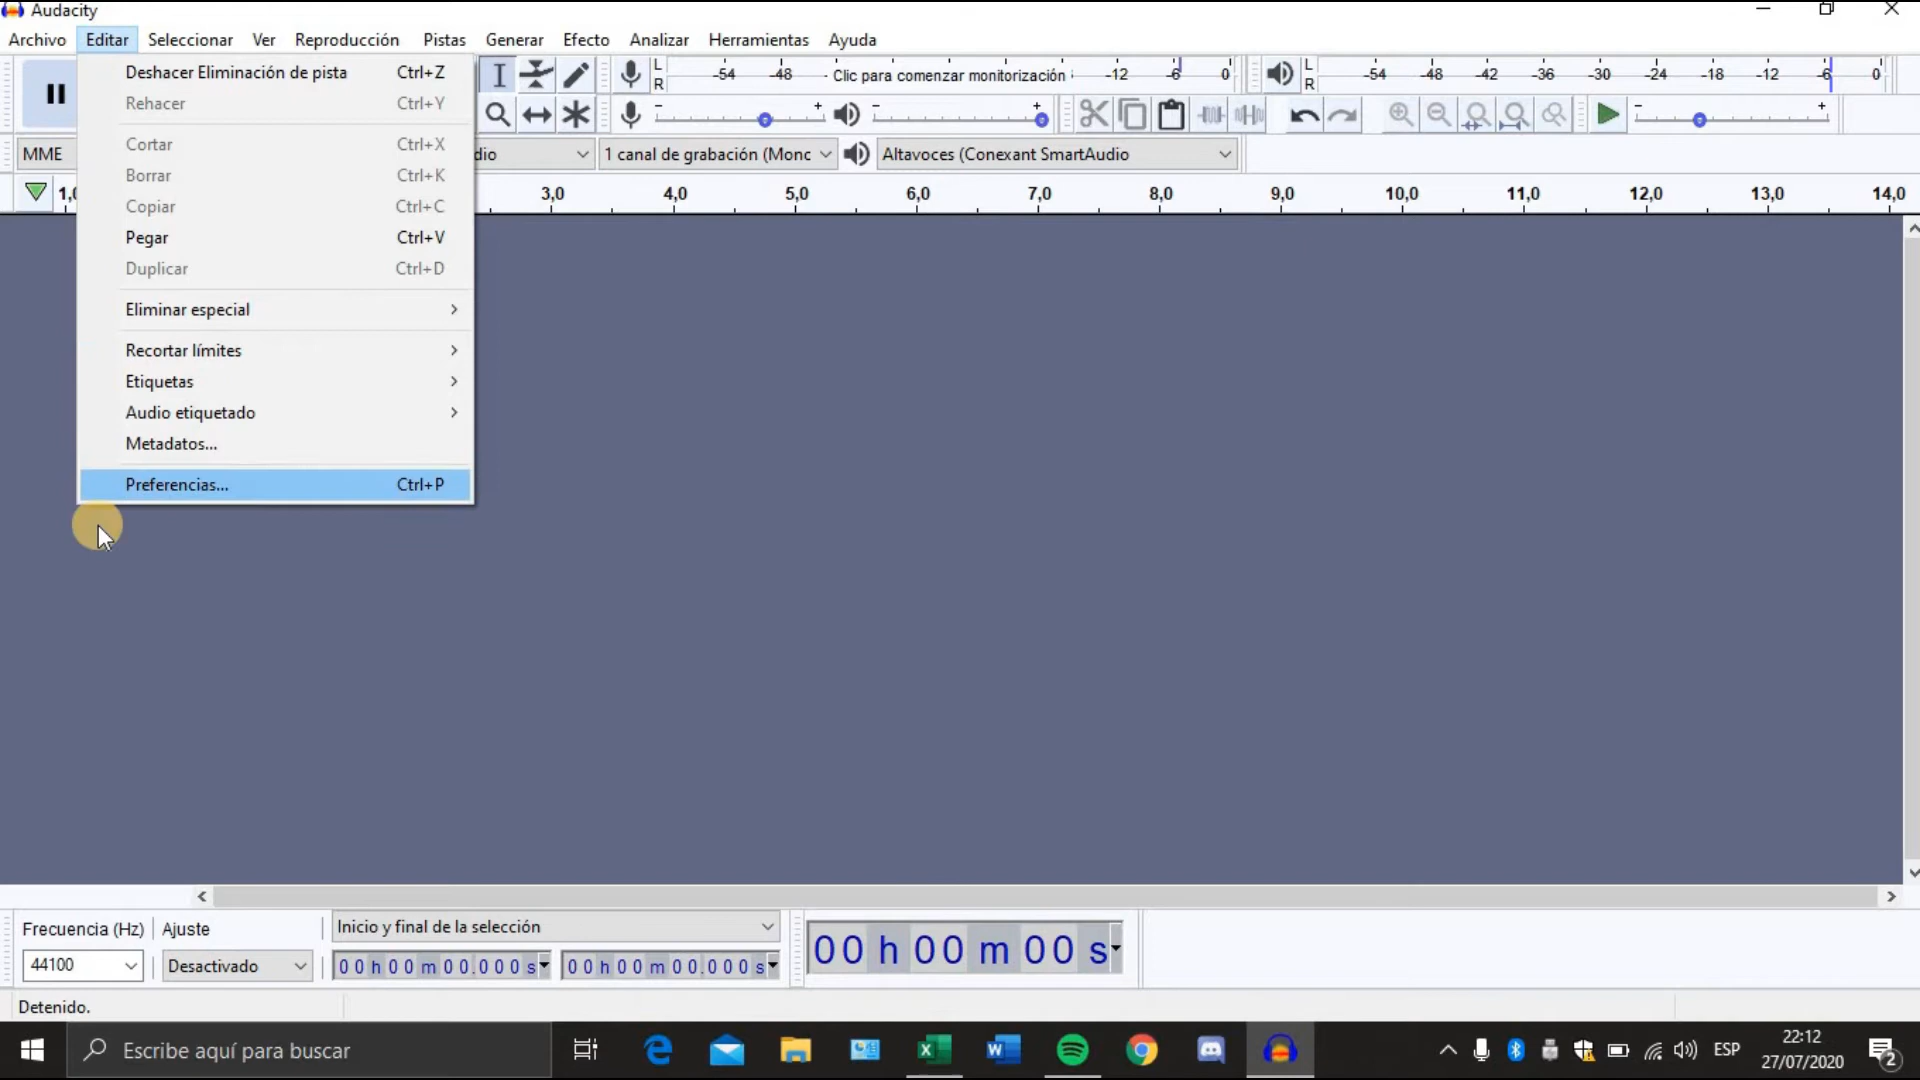 Audacity
Archivo Editar Seleccionar Ver Reproducción Pistas Generar Efecto Analizar Herramientas Ayuda
Deshacer Eliminación de pista Ctrl+Z
Rehacer Ctrl+Y
Cortar Ctrl+X
Borrar Ctrl+K
Copiar Ctrl+C
Pegar Ctrl+V
Duplicar Ctrl+D
Eliminar especial
Recortar límites
Etiquetas
Audio etiquetado
Metadatos...
Preferencias... Ctrl+P
L -54 -48 - Clic para comenzar monitorización -12 -6 0 L -54 -48 -42 -36 -30 -24 -18 -12 -6 0
R R
- + - + - +
MME dio 1 canal de grabación (Monc Altavoces (Conexant SmartAudio
1,0 3,0 4,0 5,0 6,0 7,0 8,0 9,0 10,0 11,0 12,0 13,0 14,0
Frecuencia (Hz) Ajuste Inicio y final de la selección
44100 Desactivado 00 h 00 m 00.000 s 00 h 00 m 00.000 s 00 h 00 m 00 s
Detenido.
Escribe aquí para buscar ESP 22:12
27/07/2020 2